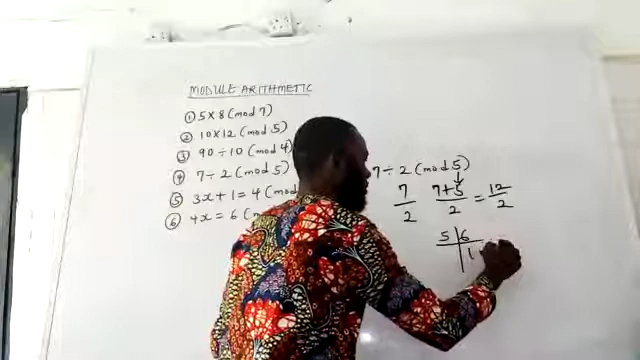 MODULE ARITHMETIC
① 5 x 8 (mod 7)
② 10 x 12 (mod 5)
③ 90 ÷ 10 (mod 4)
④ 7 ÷ 2 (mod 5)
⑤ 3x + 1 = 4 (mod
⑥ 4x = 6 (m
7 ÷ 2 (mod 5)
7/2 7+5/2 = 12/2
5 | 6
1